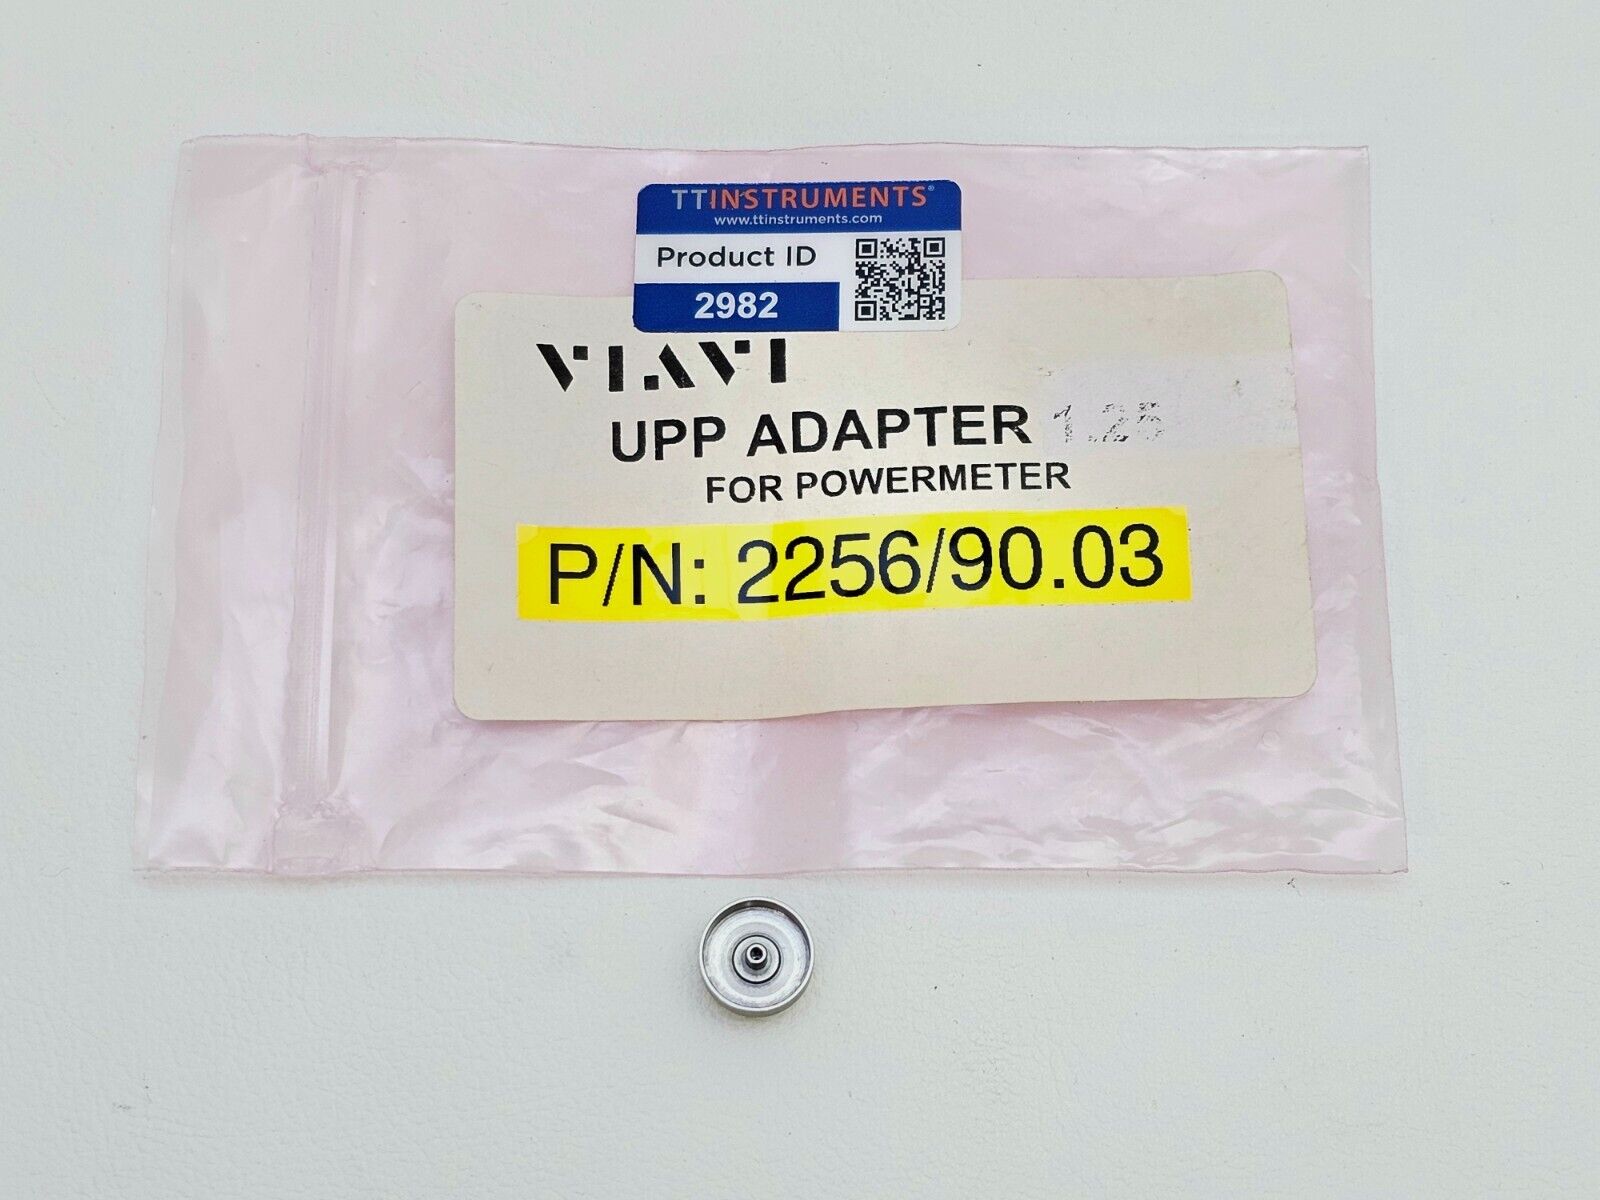 TTINSTRUMENTS®
www.ttinstruments.com
Product ID
2982
VIAVI
UPP ADAPTER 1.25
FOR POWERMETER
P/N: 2256/90.03